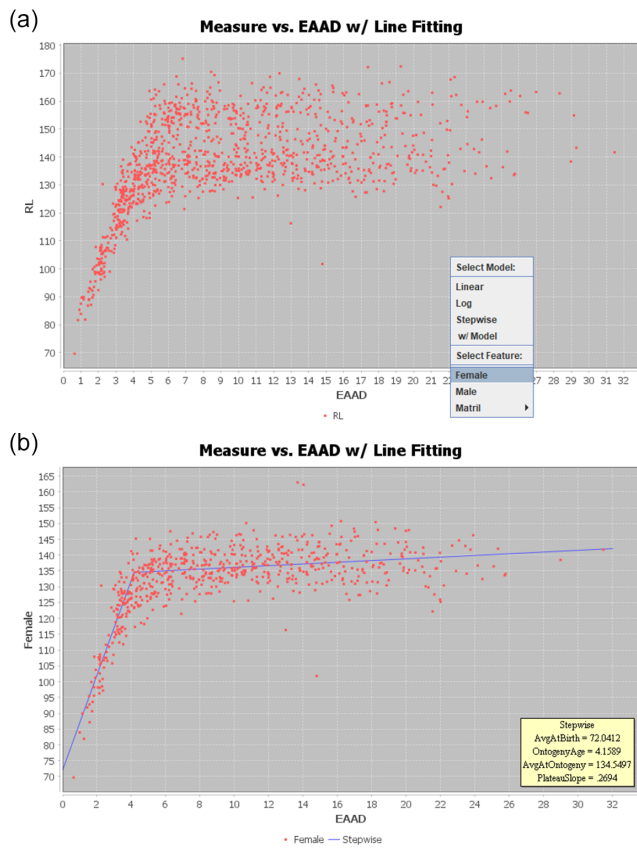 (a)
Measure vs. EAAD w/ Line Fitting
180
170
160
150
140
130
120
110
100
90
80
70
RL
0 1 2 3 4 5 6 7 8 9 10 11 12 13 14 15 16 17 18 19 20 21 22 27 28 29 30 31 32
EAAD
RL
Select Model:
Linear
Log
Stepwise
w/ Model
Select Feature:
Female
Male
Matril
(b)
Measure vs. EAAD w/ Line Fitting
165
160
155
150
145
140
135
130
125
120
115
110
105
100
95
90
85
80
75
70
Female
0 2 4 6 8 10 12 14 16 18 20 22 24 26 28 30 32
EAAD
Female Stepwise
Stepwise
AvgAtBirth = 72.0412
OntogenyAge = 4.1589
AvgAtOntogeny = 134.5497
PlateauSlope = .2694